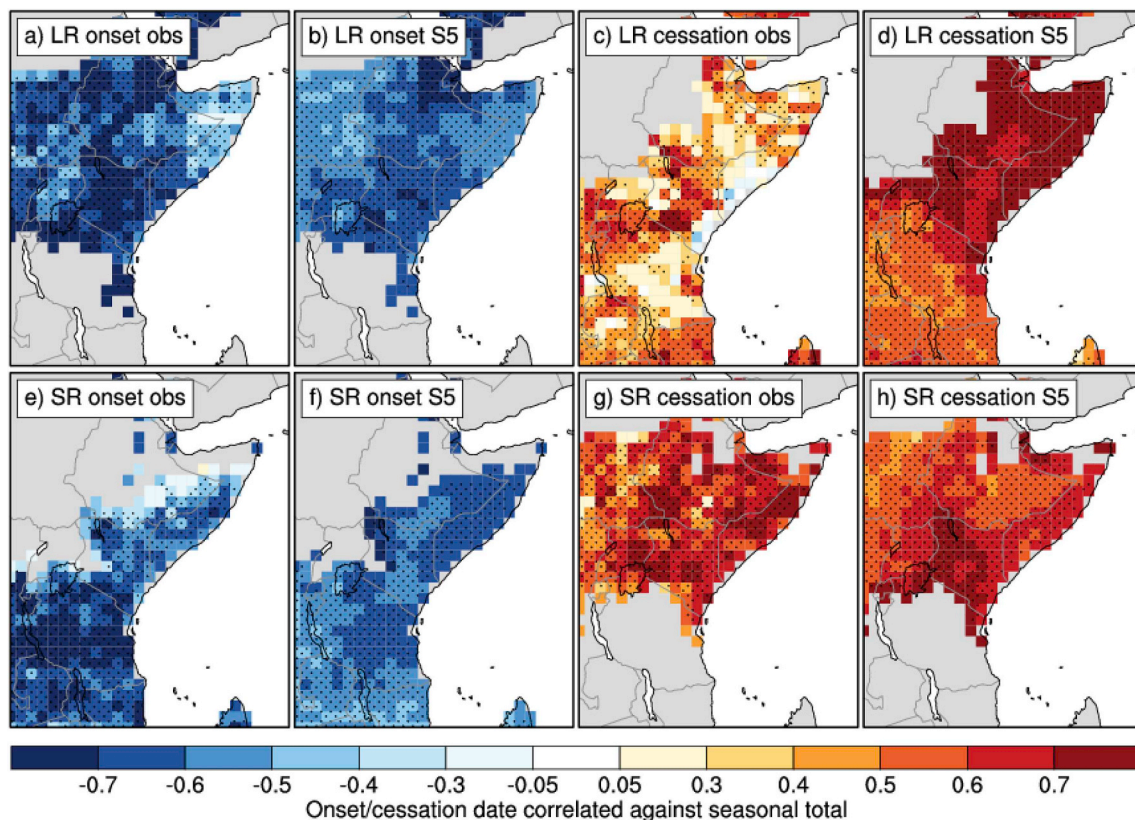 a) LR onset obs
b) LR onset S5
c) LR cessation obs
d) LR cessation S5
e) SR onset obs
f) SR onset S5
g) SR cessation obs
h) SR cessation S5
-0.7 -0.6 -0.5 -0.4 -0.3 -0.05 0.05 0.3 0.4 0.5 0.6 0.7
Onset/cessation date correlated against seasonal total